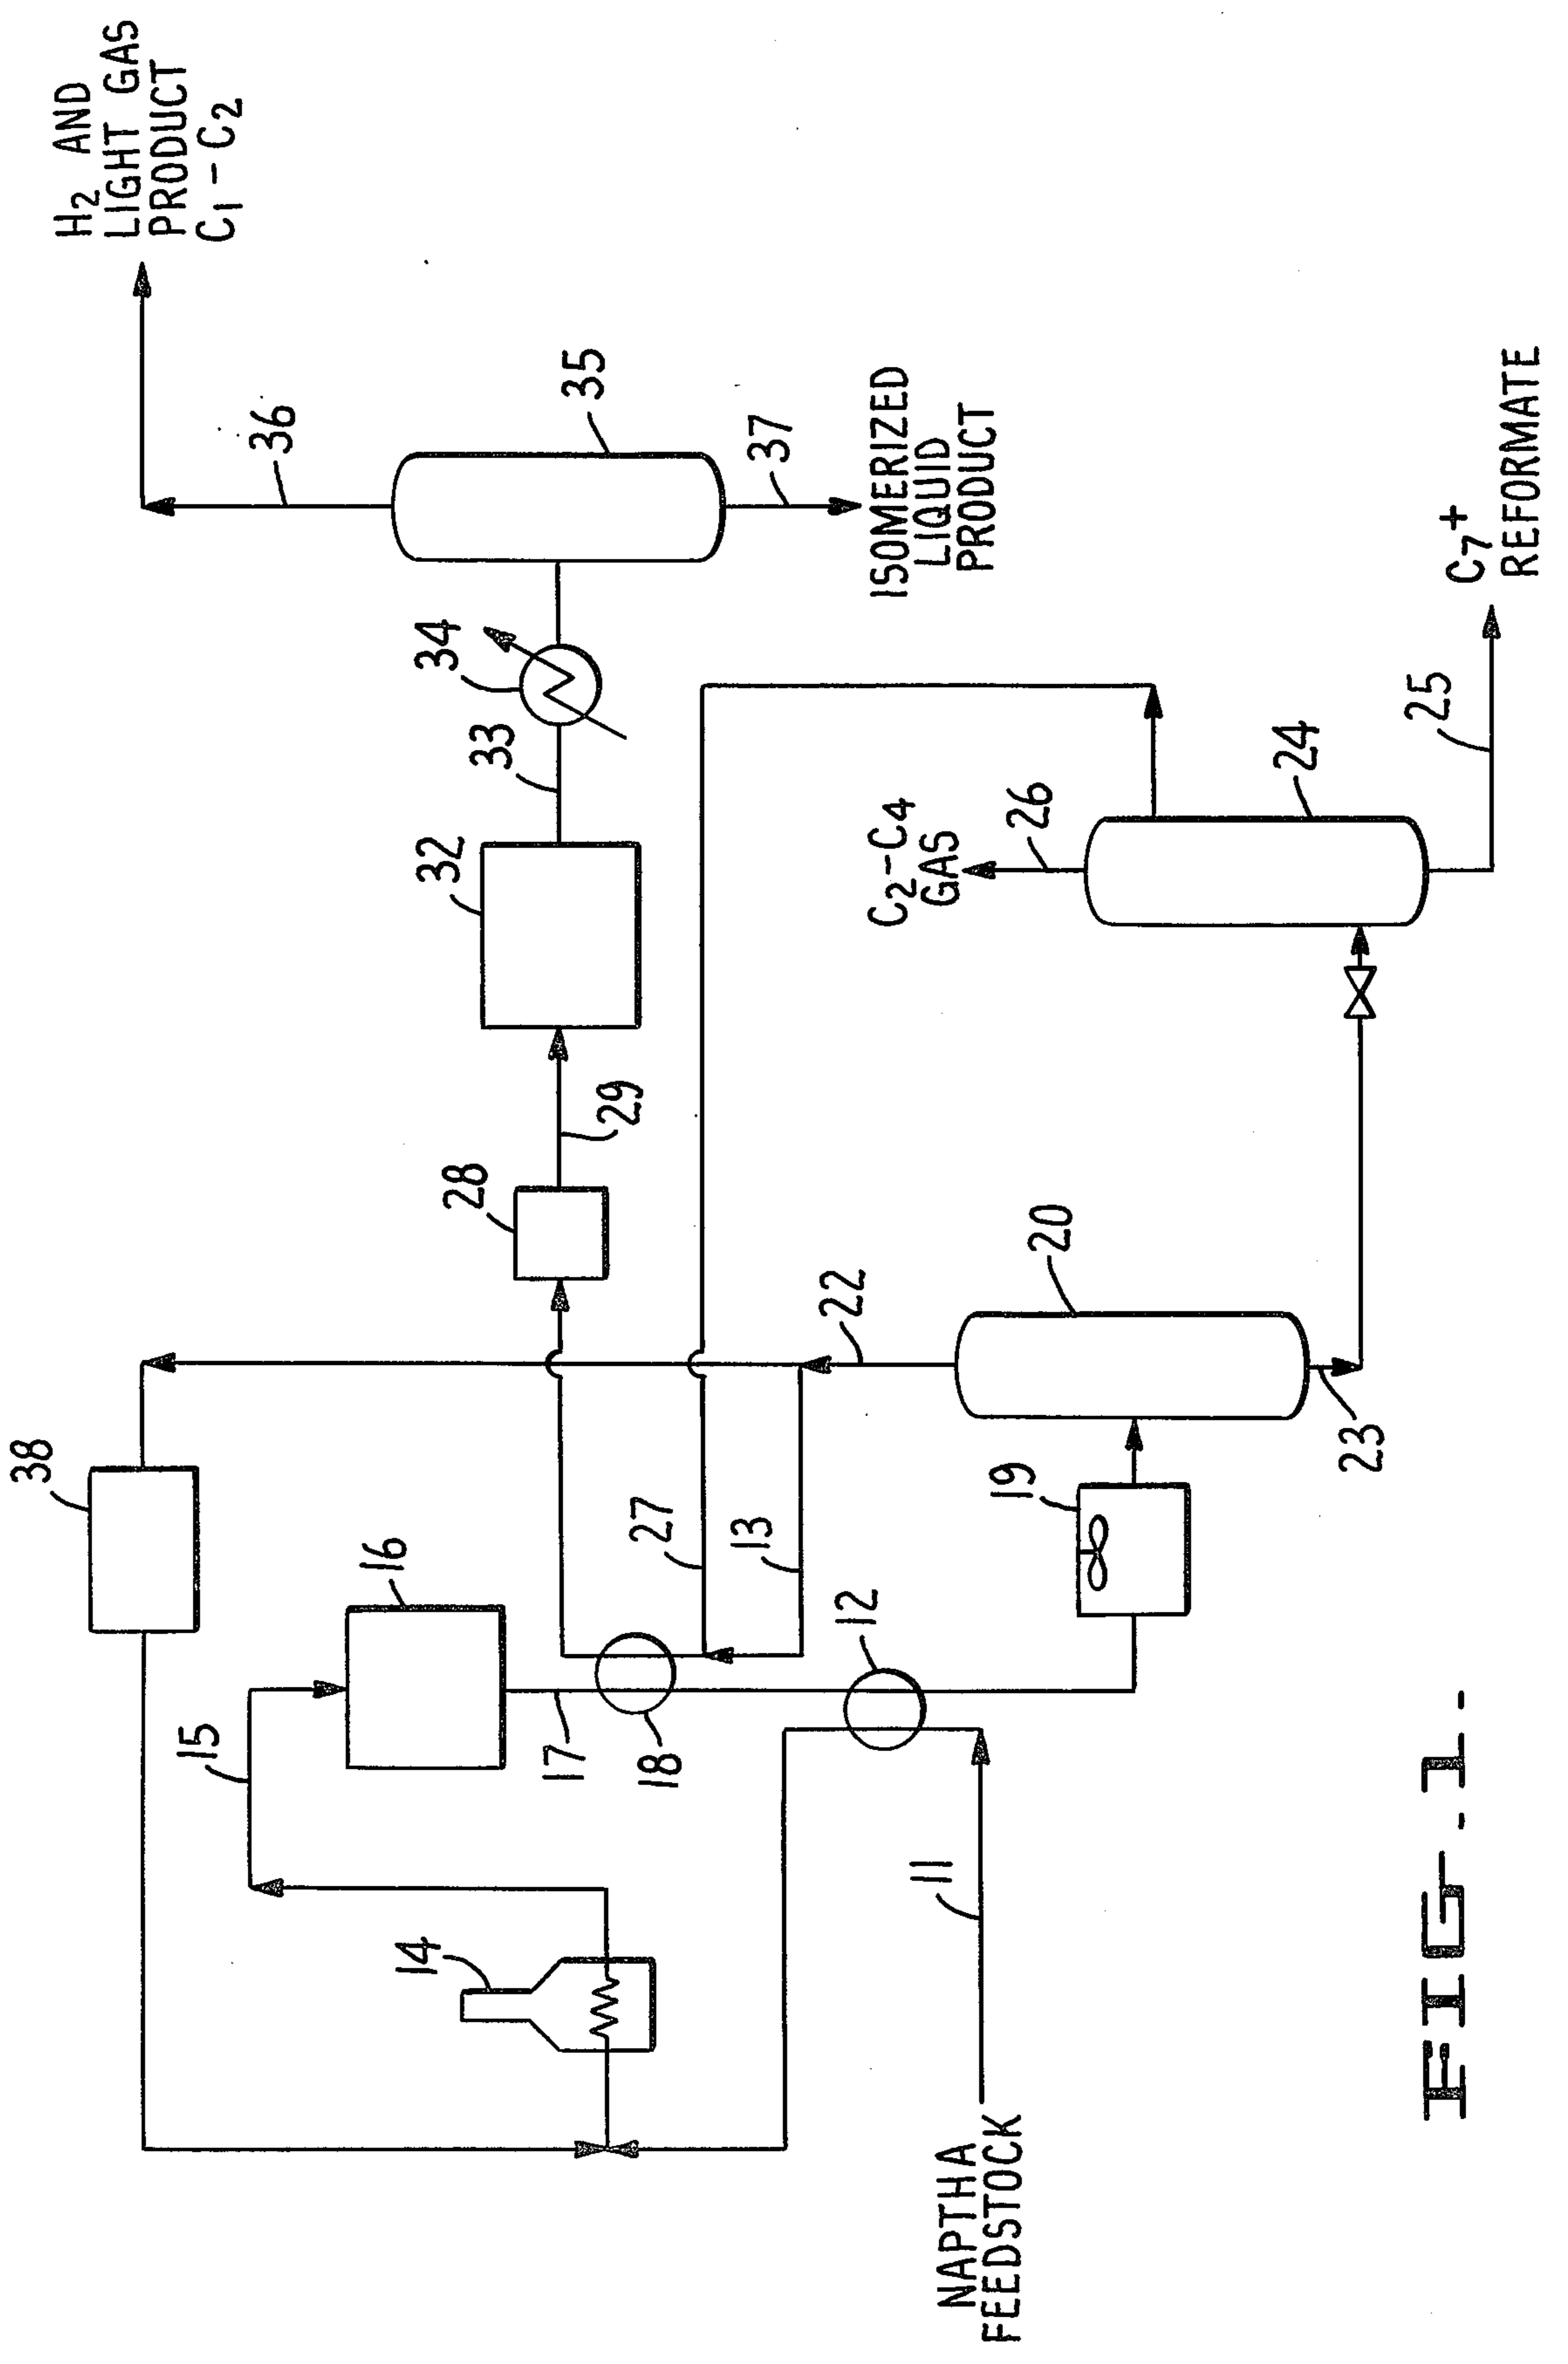 H2 AND
LIGHT GAS
PRODUCT
C1-C2
38
15
16
36
14
28
32
33
34
35
17
18
29
27
13
37
ISOMERIZED
LIQUID
PRODUCT
12
22
C2-C4
GAS
26
NAPTHA
FEEDSTOCK
11
19
20
24
23
25
C7+
REFORMATE
FIG. 1.